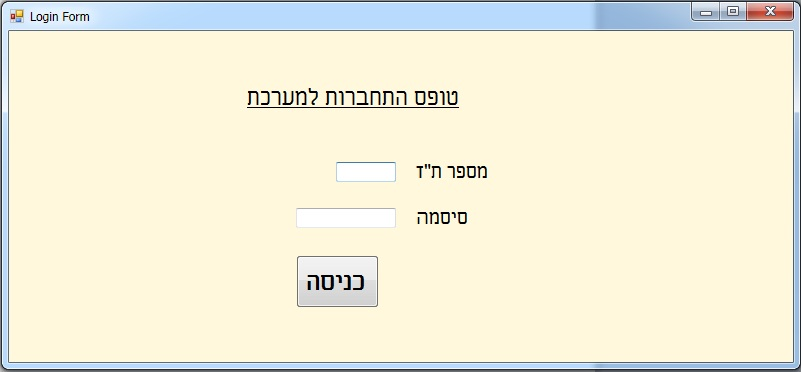 Login Form
טופס התחברות למערכת
מספר ת"ז
סיסמה
כניסה